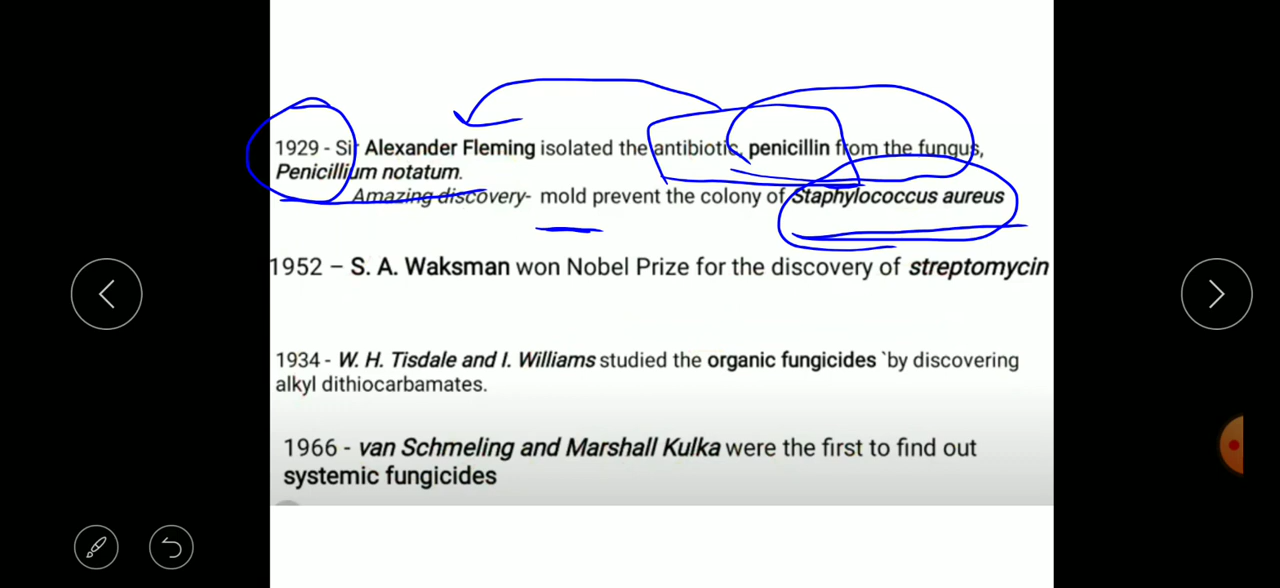 1929 - Sir Alexander Fleming isolated the antibiotic, penicillin from the fungus,
Penicillium notatum.
Amazing discovery- mold prevent the colony of Staphylococcus aureus
1952 – S. A. Waksman won Nobel Prize for the discovery of streptomycin
1934 - W. H. Tisdale and I. Williams studied the organic fungicides `by discovering
alkyl dithiocarbamates.
1966 - van Schmeling and Marshall Kulka were the first to find out
systemic fungicides